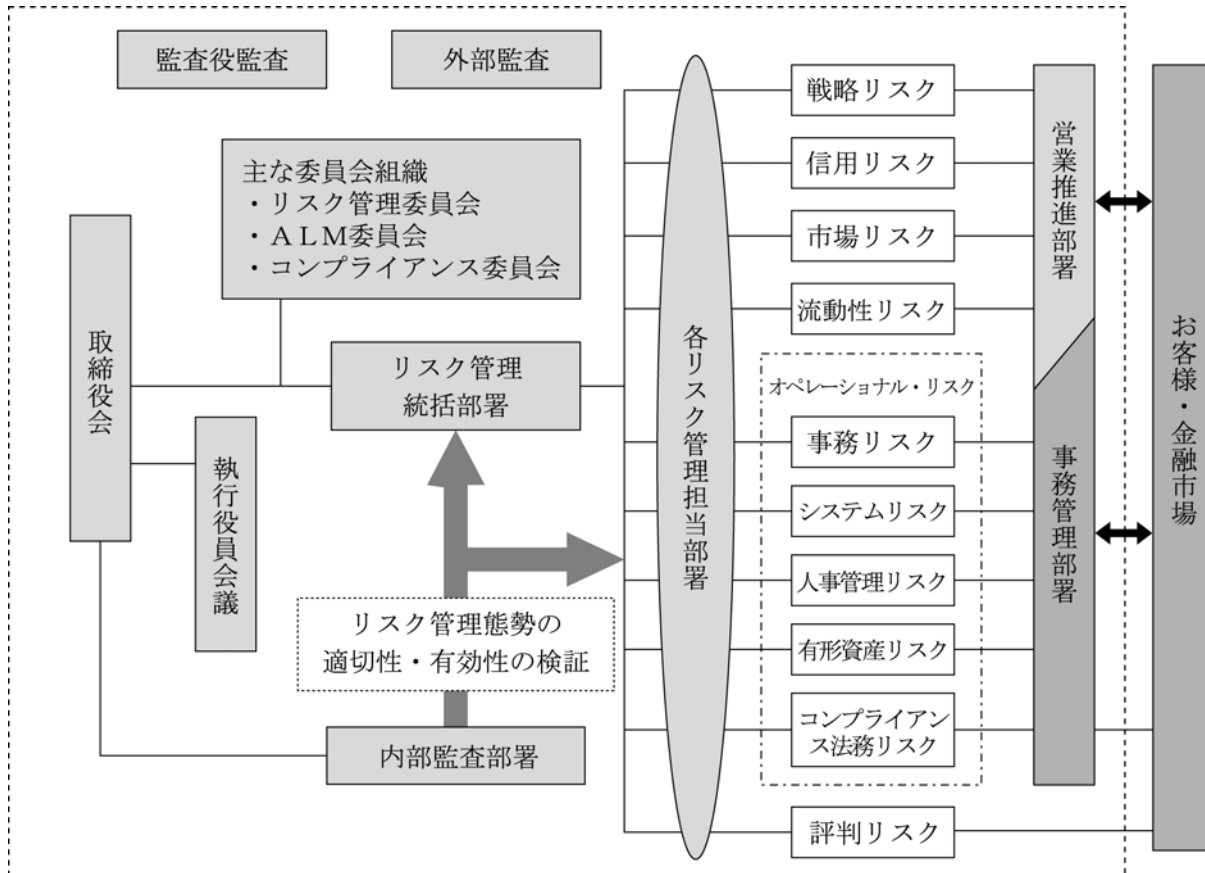 監査役監査
外部監査
主な委員会組織
・リスク管理委員会
・ＡＬＭ委員会
・コンプライアンス委員会
取締役会
リスク管理
統括部署
執行役員会議
リスク管理態勢の
適切性・有効性の検証
内部監査部署
各リスク管理担当部署
戦略リスク
信用リスク
市場リスク
流動性リスク
オペレーショナル・リスク
事務リスク
システムリスク
人事管理リスク
有形資産リスク
コンプライアン
ス法務リスク
評判リスク
営業推進部署
事務管理部署
お客様・金融市場